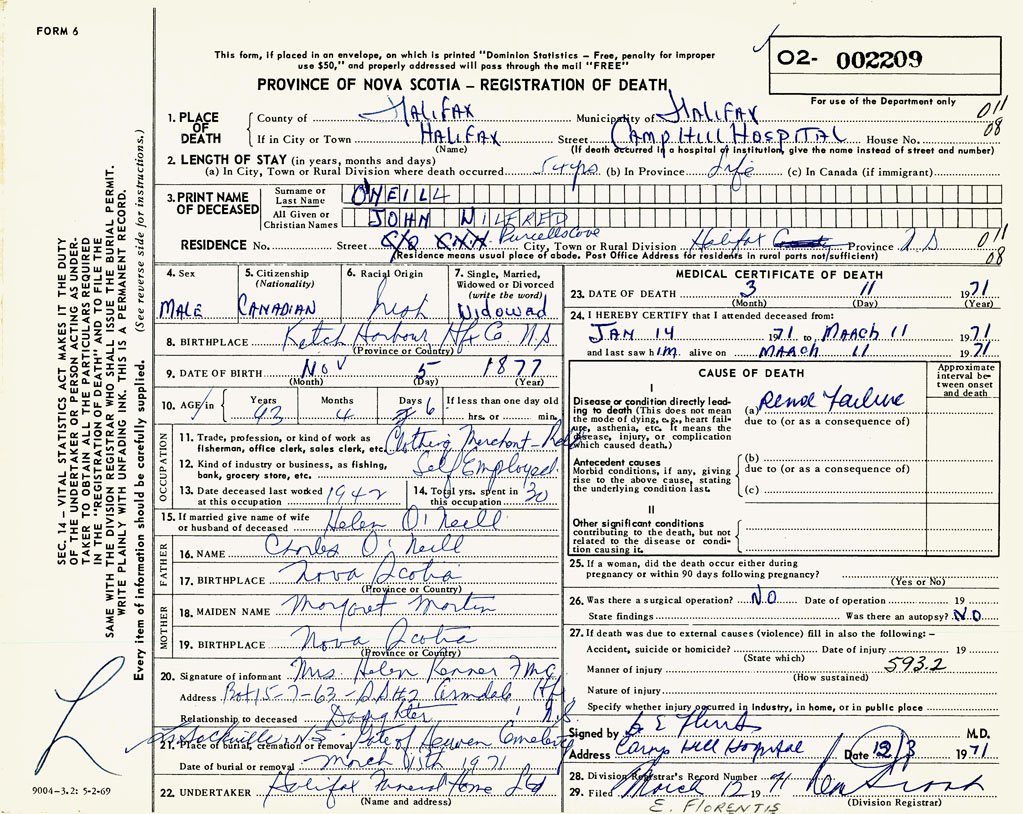 FORM 6
This form, if placed in an envelope, on which is printed "Dominion Statistics – Free, penalty for improper
use $50," and properly addressed will pass through the mail "FREE"
02- 002209
PROVINCE OF NOVA SCOTIA – REGISTRATION OF DEATH
For use of the Department only
1. PLACE OF DEATH
County of HALIFAX Municipality of HALIFAX 011
If in City or Town HALIFAX Street CAMP HILL HOSPITAL House No. 08
(Name) (If death occurred in a hospital or institution, give the name instead of street and number)
2. LENGTH OF STAY (in years, months and days)
(a) In City, Town or Rural Division where death occurred 54yrs (b) In Province Life (c) In Canada (if immigrant)
3. PRINT NAME OF DECEASED
Surname or Last Name O'NEILL
All Given or Christian Names JOHN WILFRED
RESIDENCE No. Street Purcells Cove City, Town or Rural Division Halifax Province N.S. 011
(Residence means usual place of abode. Post Office Address for residents in rural parts not sufficient) 08
4. Sex MALE
5. Citizenship (Nationality) CANADIAN
6. Racial Origin Irish
7. Single, Married, Widowed or Divorced (write the word) Widowad
8. BIRTHPLACE Ketch Harbour Hfx Co. N.S.
(Province or Country)
9. DATE OF BIRTH Nov 5 1877
(Month) (Day) (Year)
10. AGE in Years 93 Months 4 Days 6 If less than one day old hrs. or min.
OCCUPATION
11. Trade, profession, or kind of work as fisherman, office clerk, sales clerk, etc. Clothing Merchant-
12. Kind of industry or business, as fishing, bank, grocery store, etc. Self Employed
13. Date deceased last worked at this occupation 1942
14. Total yrs. spent in this occupation 30
15. If married give name of wife or husband of deceased Helen O'Neill
FATHER
16. NAME Charles O'Neill
17. BIRTHPLACE Nova Scotia
(Province or Country)
MOTHER
18. MAIDEN NAME Margaret Martin
19. BIRTHPLACE Nova Scotia
(Province or Country)
20. Signature of informant Mrs. Helen
Address Box 15-7-63- Armdale Hfx
Relationship to deceased Daughter N.S.
21. Place of burial, cremation or removal Sackville N.S. Gate of Heaven Cemetery
Date of burial or removal March 15th 1971
22. UNDERTAKER Halifax Funeral Home Ltd
(Name and address)
MEDICAL CERTIFICATE OF DEATH
23. DATE OF DEATH 3 11 1971
(Month) (Day) (Year)
24. I HEREBY CERTIFY that I attended deceased from:
JAN 14 1971 to MAARCH 11 1971
and last saw him alive on MAARCH 11 1971
CAUSE OF DEATH
Approximate interval between onset and death
I
Disease or condition directly leading to death (This does not mean the mode of dying, e.g., heart failure, asthenia, etc. It means the disease, injury, or complication which caused death.)
(a) Renal Failure
due to (or as a consequence of)
Antecedent causes
Morbid conditions, if any, giving rise to the above cause, stating the underlying condition last.
(b)
due to (or as a consequence of)
(c)
II
Other significant conditions contributing to the death, but not related to the disease or condition causing it.
25. If a woman, did the death occur either during pregnancy or within 90 days following pregnancy?
(Yes or No)
26. Was there a surgical operation? NO Date of operation 19
State findings Was there an autopsy? NO
27. If death was due to external causes (violence) fill in also the following:–
Accident, suicide or homicide? Date of injury 19
(State which)
Manner of injury 593.2
(How sustained)
Nature of injury
Specify whether injury occurred in industry, in home, or in public place
Signed by M.D.
Address Camp Hill Hospital Date 12/3 1971
28. Division Registrar's Record Number
29. Filed March 12 1971
(Division Registrar)
E. FLORENTIS
SEC. 14 – VITAL STATISTICS ACT MAKES IT THE DUTY
OF THE UNDERTAKER OR PERSON ACTING AS UNDER-
TAKER TO OBTAIN ALL THE PARTICULARS REQUIRED
IN THE "REGISTRATION OF DEATH" AND TO FILE THE
SAME WITH THE DIVISION REGISTRAR WHO SHALL ISSUE THE BURIAL PERMIT.
WRITE PLAINLY WITH UNFADING INK. THIS IS A PERMANENT RECORD.
Every item of information should be carefully supplied. (See reverse side for instructions.)
9004-3.2: 5-2-69